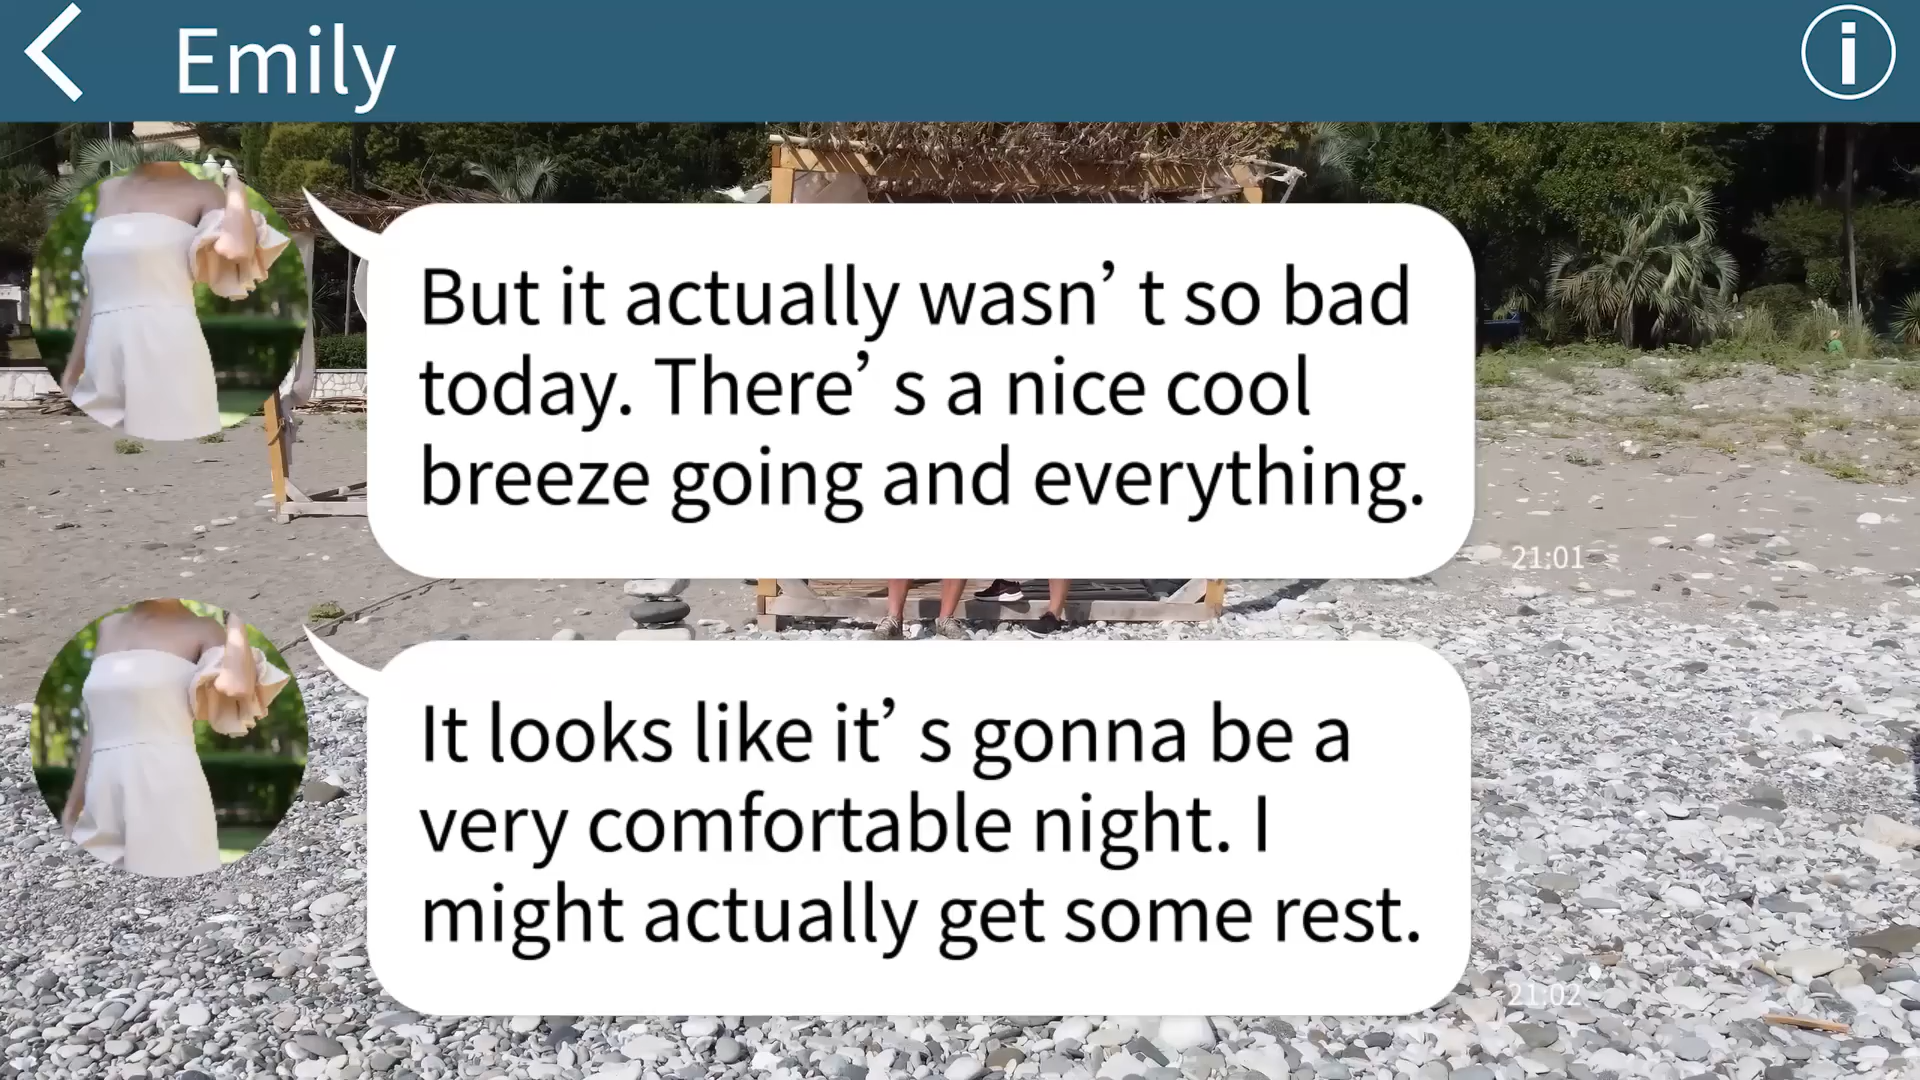 Emily
But it actually wasn’t so bad
today. There’s a nice cool
breeze going and everything.
21:01
It looks like it’s gonna be a
very comfortable night. I
might actually get some rest.
21:02